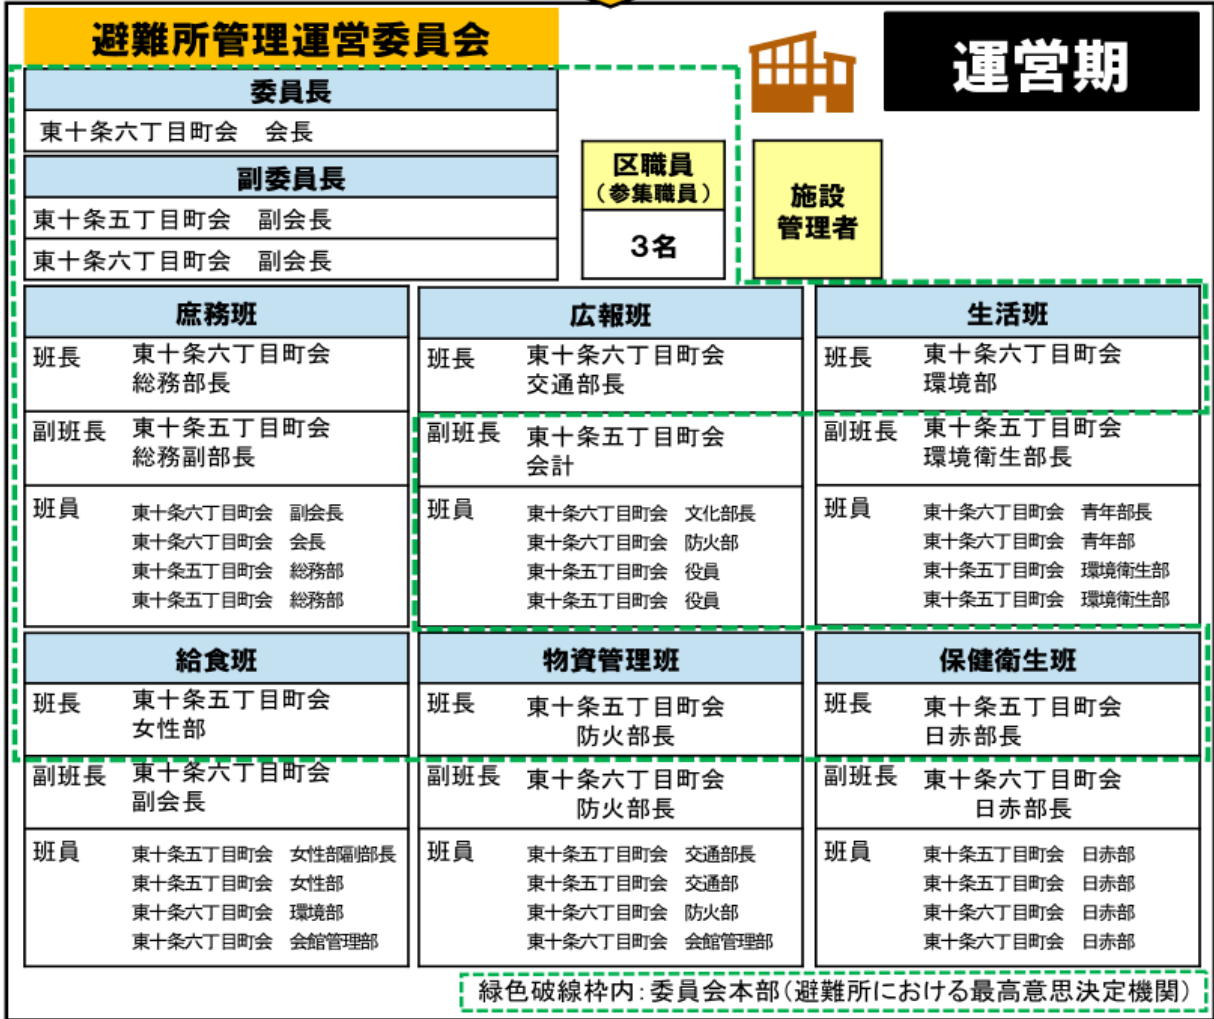 避難所管理運営委員会
運営期
委員長
東十条六丁目町会　会長
副委員長
東十条五丁目町会　副会長
東十条六丁目町会　副会長
区職員
（参集職員）
3名
施設
管理者
庶務班
班長　東十条六丁目町会
総務部長
副班長　東十条五丁目町会
総務副部長
班員　東十条六丁目町会　副会長
東十条六丁目町会　会長
東十条五丁目町会　総務部
東十条五丁目町会　総務部
広報班
班長　東十条六丁目町会
交通部長
副班長　東十条五丁目町会
会計
班員　東十条六丁目町会　文化部長
東十条六丁目町会　防火部
東十条五丁目町会　役員
東十条五丁目町会　役員
生活班
班長　東十条六丁目町会
環境部
副班長　東十条五丁目町会
環境衛生部長
班員　東十条六丁目町会　青年部長
東十条六丁目町会　青年部
東十条五丁目町会　環境衛生部
東十条五丁目町会　環境衛生部
給食班
班長　東十条五丁目町会
女性部
副班長　東十条六丁目町会
副会長
班員　東十条五丁目町会　女性部副部長
東十条五丁目町会　女性部
東十条六丁目町会　環境部
東十条六丁目町会　会館管理部
物資管理班
班長　東十条五丁目町会
防火部長
副班長　東十条六丁目町会
防火部長
班員　東十条五丁目町会　交通部長
東十条五丁目町会　交通部
東十条六丁目町会　防火部
東十条六丁目町会　会館管理部
保健衛生班
班長　東十条五丁目町会
日赤部長
副班長　東十条六丁目町会
日赤部長
班員　東十条五丁目町会　日赤部
東十条五丁目町会　日赤部
東十条六丁目町会　日赤部
東十条六丁目町会　日赤部
緑色破線枠内：委員会本部（避難所における最高意思決定機関）